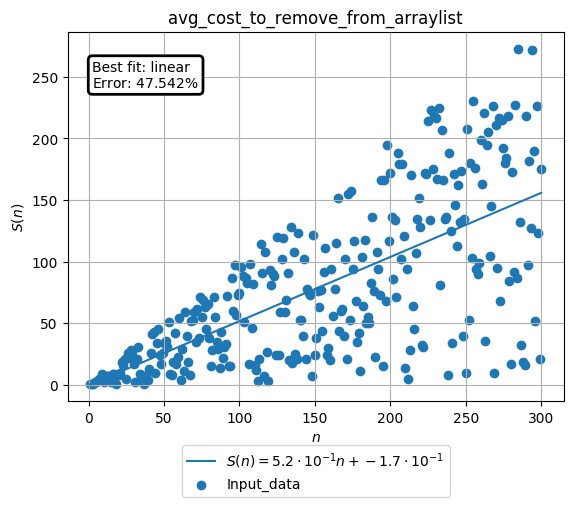 avg_cost_to_remove_from_arraylist
Best fit: linear
Error: 47.542%
250
200
150
100
50
0
S(n)
0 50 100 150 200 250 300
n
S(n) = 5.2 · 10⁻¹n + −1.7 · 10⁻¹
Input_data